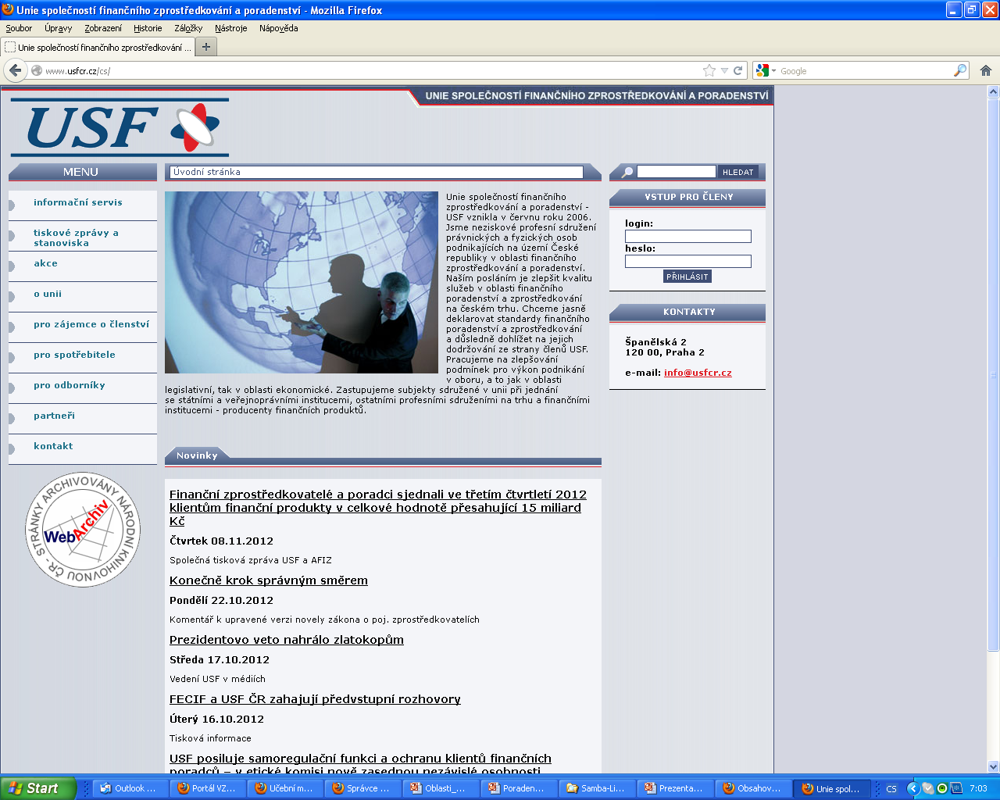 Unie společností finančního zprostředkování a poradenství - Mozilla Firefox
Soubor Úpravy Zobrazení Historie Záložky Nástroje Nápověda
Unie společností finančního zprostředkování ...
www.usfcr.cz/cs/
Google
UNIE SPOLEČNOSTÍ FINANČNÍHO ZPROSTŘEDKOVÁNÍ A PORADENSTVÍ
USF
MENU
informační servis
tiskové zprávy a
stanoviska
akce
o unii
pro zájemce o členství
pro spotřebitele
pro odborníky
partneři
kontakt
STRÁNKY ARCHIVOVÁNY NÁRODNÍ KNIHOVNOU ČR -
WebArchiv
Úvodní stránka
Unie společností finančního
zprostředkování a poradenství -
USF vznikla v červnu roku 2006.
Jsme neziskové profesní sdružení
právnických a fyzických osob
podnikajících na území České
republiky v oblasti finančního
zprostředkování a poradenství.
Naším posláním je zlepšit kvalitu
služeb v oblasti finančního
poradenství a zprostředkování
na českém trhu. Chceme jasně
deklarovat standardy finančního
poradenství a zprostředkování
a důsledně dohlížet na jejich
dodržování ze strany členů USF.
Pracujeme na zlepšování
podmínek pro výkon podnikání
v oboru, a to jak v oblasti
legislativní, tak v oblasti ekonomické. Zastupujeme subjekty sdružené v unii při jednání
se státními a veřejnoprávními institucemi, ostatními profesními sdruženími na trhu a finančními
institucemi - producenty finančních produktů.
Novinky
Finanční zprostředkovatelé a poradci sjednali ve třetím čtvrtletí 2012
klientům finanční produkty v celkové hodnotě přesahující 15 miliard
Kč
Čtvrtek 08.11.2012
Společná tisková zpráva USF a AFIZ
Konečně krok správným směrem
Pondělí 22.10.2012
Komentář k upravené verzi novely zákona o poj. zprostředkovatelích
Prezidentovo veto nahrálo zlatokopům
Středa 17.10.2012
Vedení USF v médiích
FECIF a USF ČR zahajují předvstupní rozhovory
Úterý 16.10.2012
Tisková informace
USF posiluje samoregulační funkci a ochranu klientů finančních
poradců – v etické komisi nově zasednou nezávislé osobnosti
HLEDAT
VSTUP PRO ČLENY
login:
heslo:
PŘIHLÁSIT
KONTAKTY
Španělská 2
120 00, Praha 2
e-mail: info@usfcr.cz
Start Outlook ... Portál VZ... Učební m... Správce ... Oblasti_... Poraden... Samba-Li... Prezenta... Obsahov... Unie spol... CS 7:03